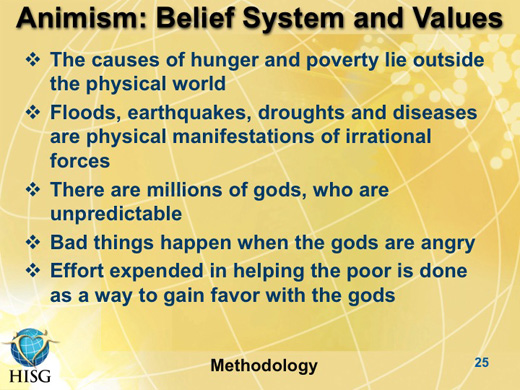 Animism: Belief System and Values
❖ The causes of hunger and poverty lie outside
the physical world
❖ Floods, earthquakes, droughts and diseases
are physical manifestations of irrational
forces
❖ There are millions of gods, who are
unpredictable
❖ Bad things happen when the gods are angry
❖ Effort expended in helping the poor is done
as a way to gain favor with the gods
HISG
Methodology
25